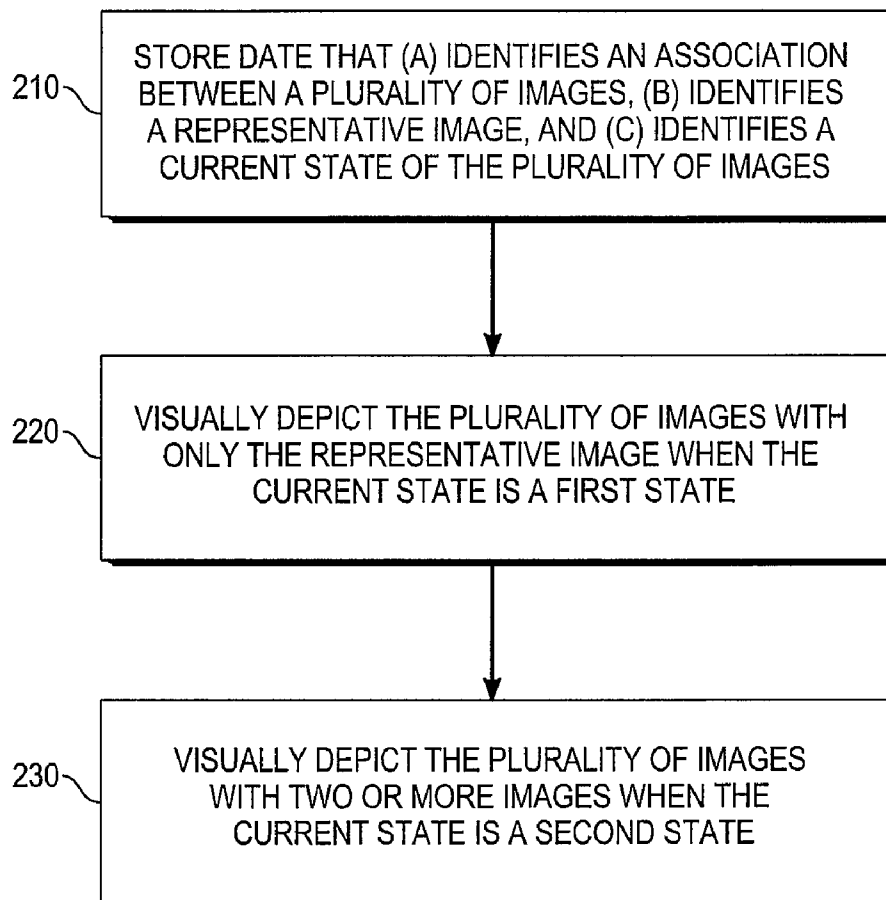 210
STORE DATE THAT (A) IDENTIFIES AN ASSOCIATION
BETWEEN A PLURALITY OF IMAGES, (B) IDENTIFIES
A REPRESENTATIVE IMAGE, AND (C) IDENTIFIES A
CURRENT STATE OF THE PLURALITY OF IMAGES
220
VISUALLY DEPICT THE PLURALITY OF IMAGES WITH
ONLY THE REPRESENTATIVE IMAGE WHEN THE
CURRENT STATE IS A FIRST STATE
230
VISUALLY DEPICT THE PLURALITY OF IMAGES
WITH TWO OR MORE IMAGES WHEN THE
CURRENT STATE IS A SECOND STATE